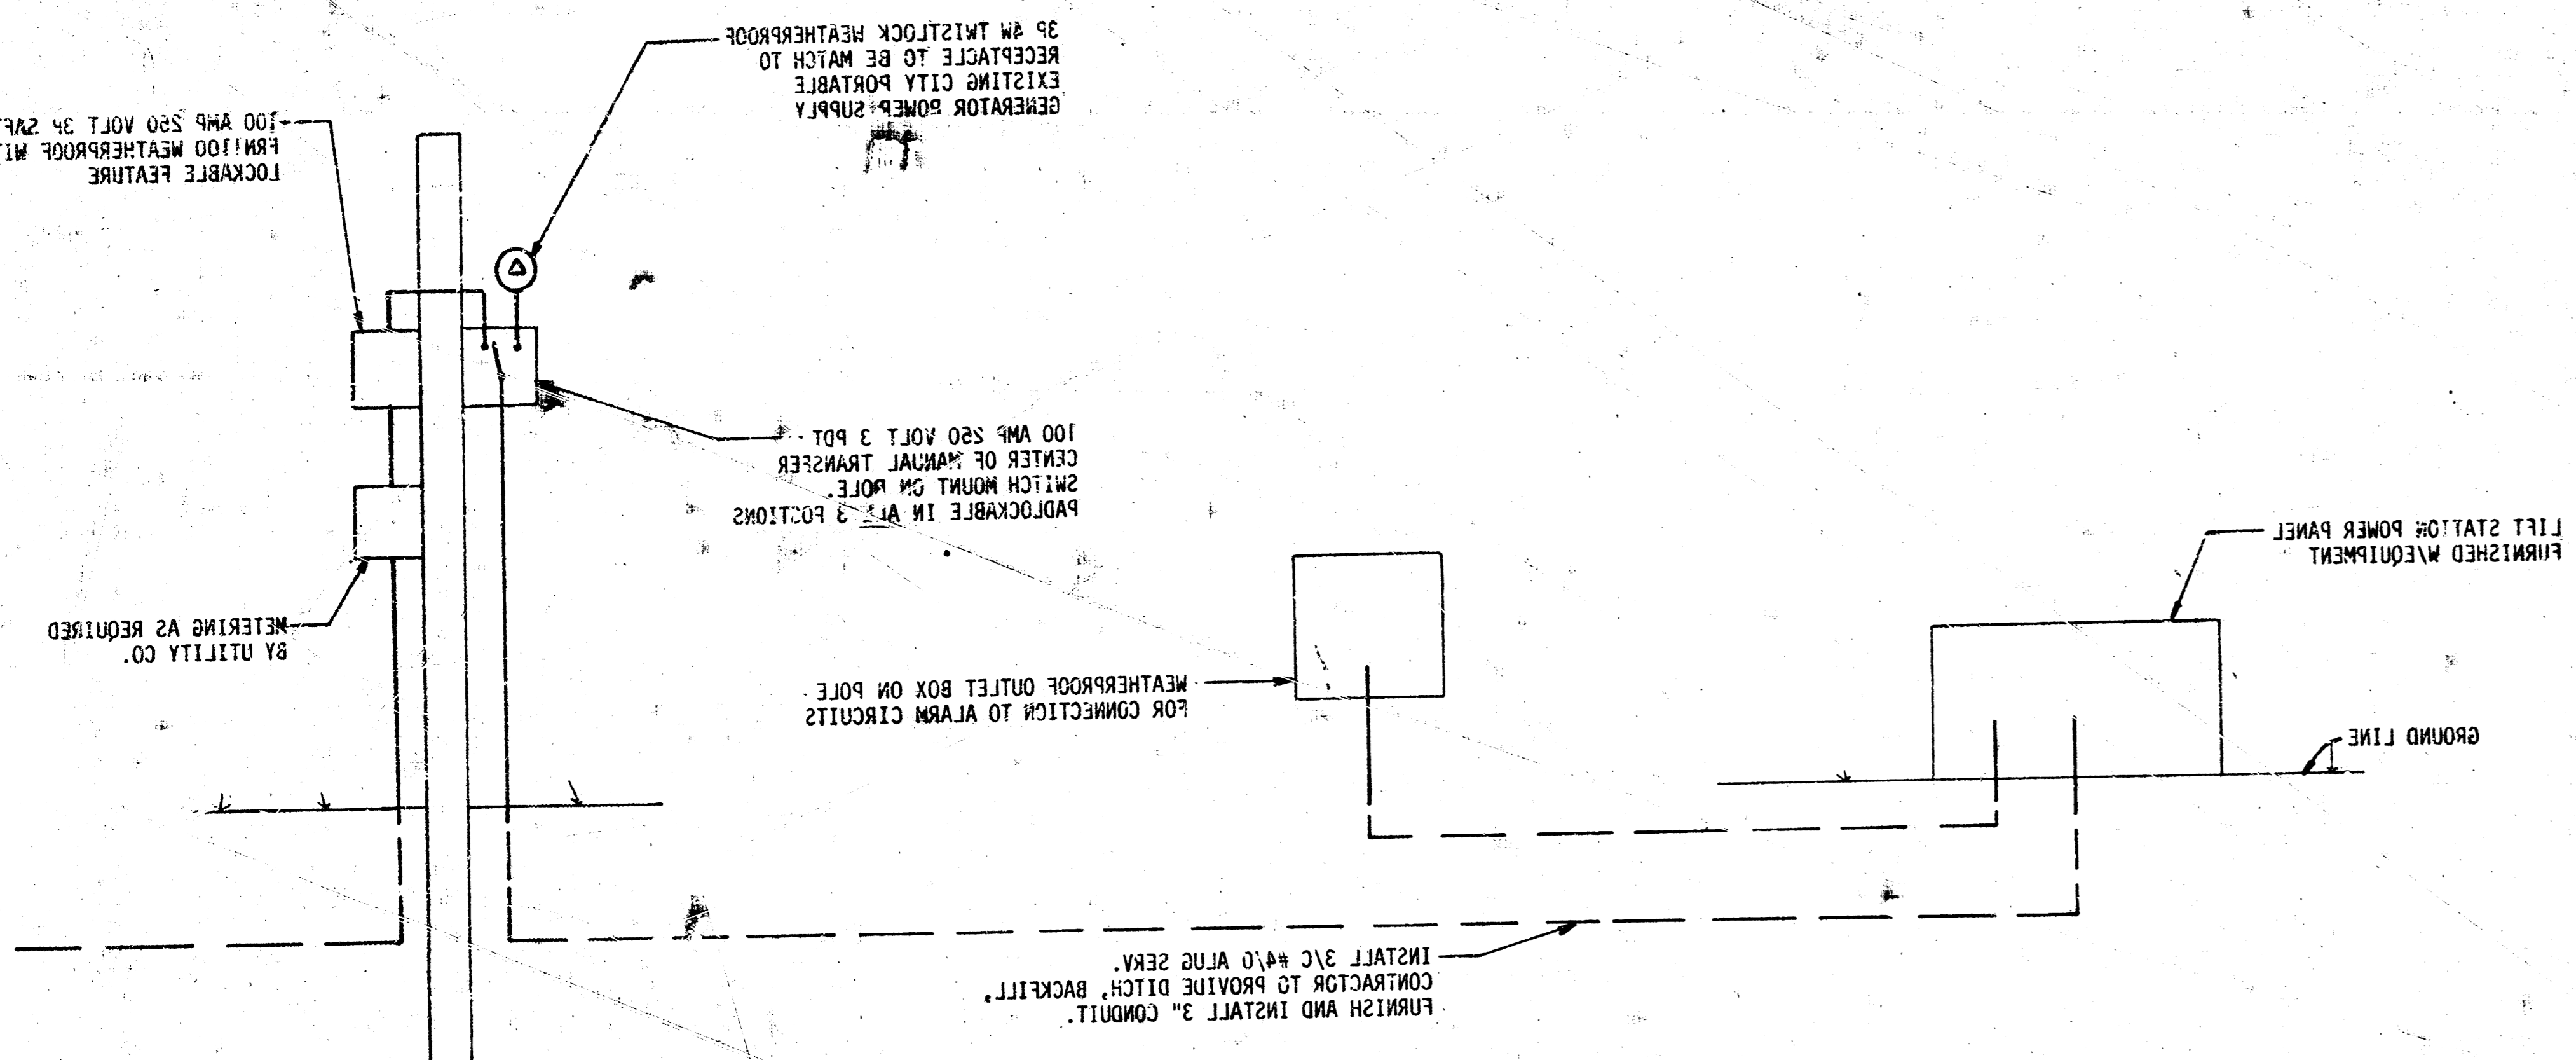 3P 4W TWISTLOCK WEATHERPROOF
RECEPTACLE TO BE MATCH TO
EXISTING CITY PORTABLE
GENERATOR POWER SUPPLY
100 AMP 250 VOLT 3P SAF
FRN 100 WEATHERPROOF WI
LOCKABLE FEATURE
100 AMP 250 VOLT 3 PDT
CENTER OF MANUAL TRANSFER
SWITCH MOUNT ON POLE.
PADLOCKABLE IN ALL 3 POSTIONS
METERING AS REQUIRED
BY UTILITY CO.
WEATHERPROOF OUTLET BOX ON POLE
FOR CONNECTION TO ALARM CIRCUITS
LIFT STATION POWER PANEL
FURNISHED W/EQUIPMENT
GROUND LINE
INSTALL 3/C #4/0 ALUG SERV.
CONTRACTOR TO PROVIDE DITCH, BACKFILL,
FURNISH AND INSTALL 3" CONDUIT.